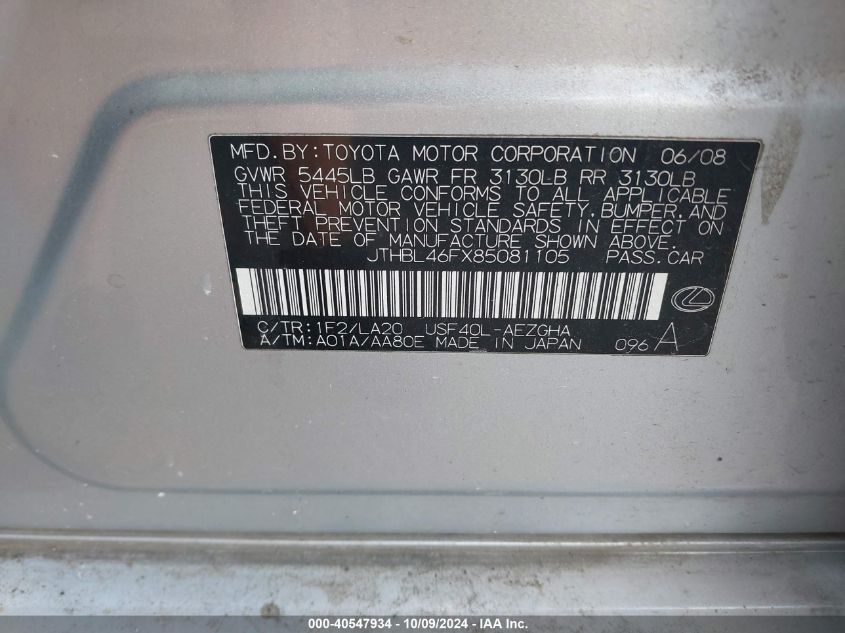 MFD. BY: TOYOTA MOTOR CORPORATION 06/08
GVWR 5445LB GAWR FR 3130LB RR 3130LB
THIS VEHICLE CONFORMS TO ALL APPLICABLE
FEDERAL MOTOR VEHICLE SAFETY, BUMPER, AND
THEFT PREVENTION STANDARDS IN EFFECT ON
THE DATE OF MANUFACTURE SHOWN ABOVE.
JTHBL46FX85081105 PASS. CAR
C/TR: 1F2/LA20 USF40L-AEZGHA
A/TM: A01A/AA80E MADE IN JAPAN 096 A
000-40547934 - 10/09/2024 - IAA Inc.